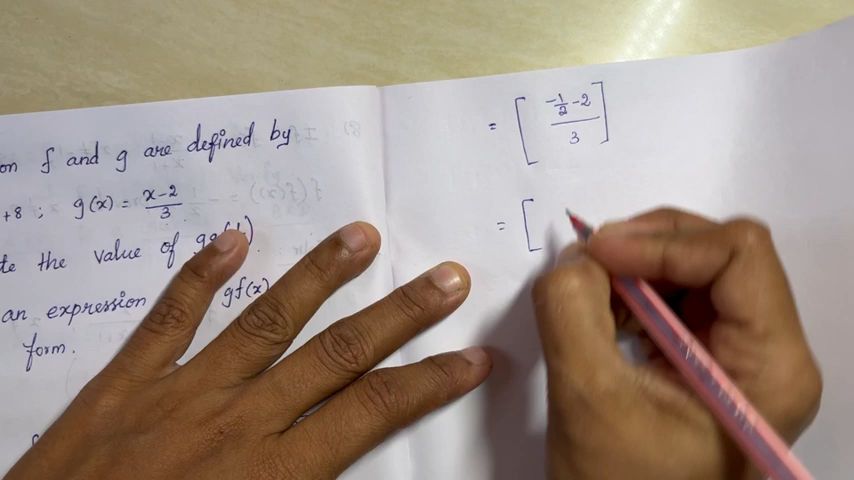 on f and g are defined by
+8 ; g(x) = x-2/3
te the value of
an expression gf(x)
form.
= [ (-1/2 -2)/3 ]
= [